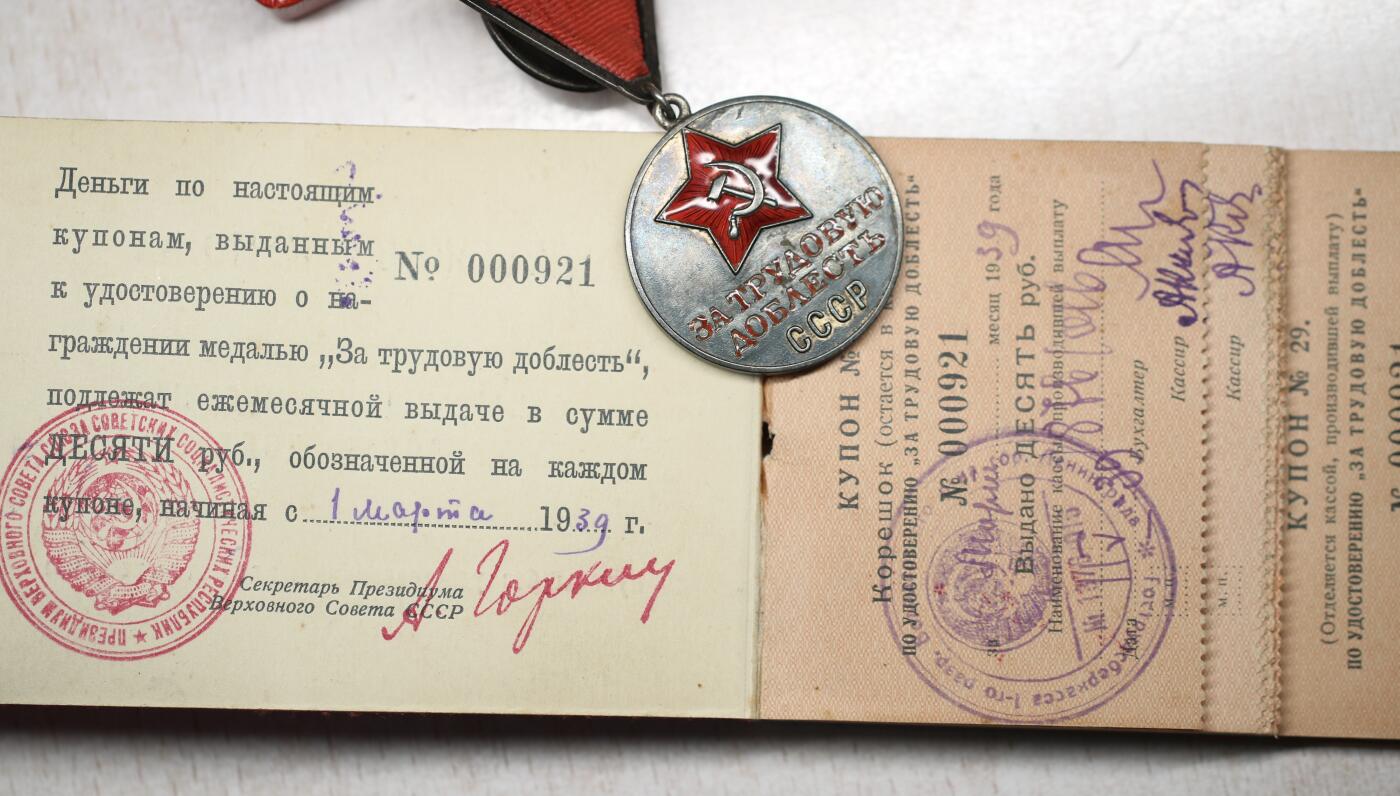 Деньги по настоящим
купонам, выданным
к удостоверению о на-
№ 000921
граждении медалью „За трудовую доблесть“,
подлежат ежемесячной выдаче в сумме
ДЕСЯТИ руб., обозначенной на каждом
купоне, начиная с 1 марта 1939 г.
Секретарь Президиума
Верховного Совета СССР
А. Горкин
ПРЕЗИДИУМ ВЕРХОВНОГО СОВЕТА СОЮЗА СОВЕТСКИХ СОЦИАЛИСТИЧЕСКИХ РЕСПУБЛИК
ЗА ТРУДОВУЮ
ДОБЛЕСТЬ
СССР
КУПОН №
Корешок (остается в
ПО УДОСТОВЕРЕНИЮ „ЗА ТРУДОВУЮ ДОБЛЕСТЬ“
№ 000921
за месяц 1939 года
Выдано ДЕСЯТЬ руб.
Наименование кассы, производившей выплату
Дата
Бухгалтер
Кассир
м. п.
Кассир
м. п.
КУПОН № 29.
(Отделяется кассой, производившей выплату)
ПО УДОСТОВЕРЕНИЮ „ЗА ТРУДОВУЮ ДОБЛЕСТЬ“